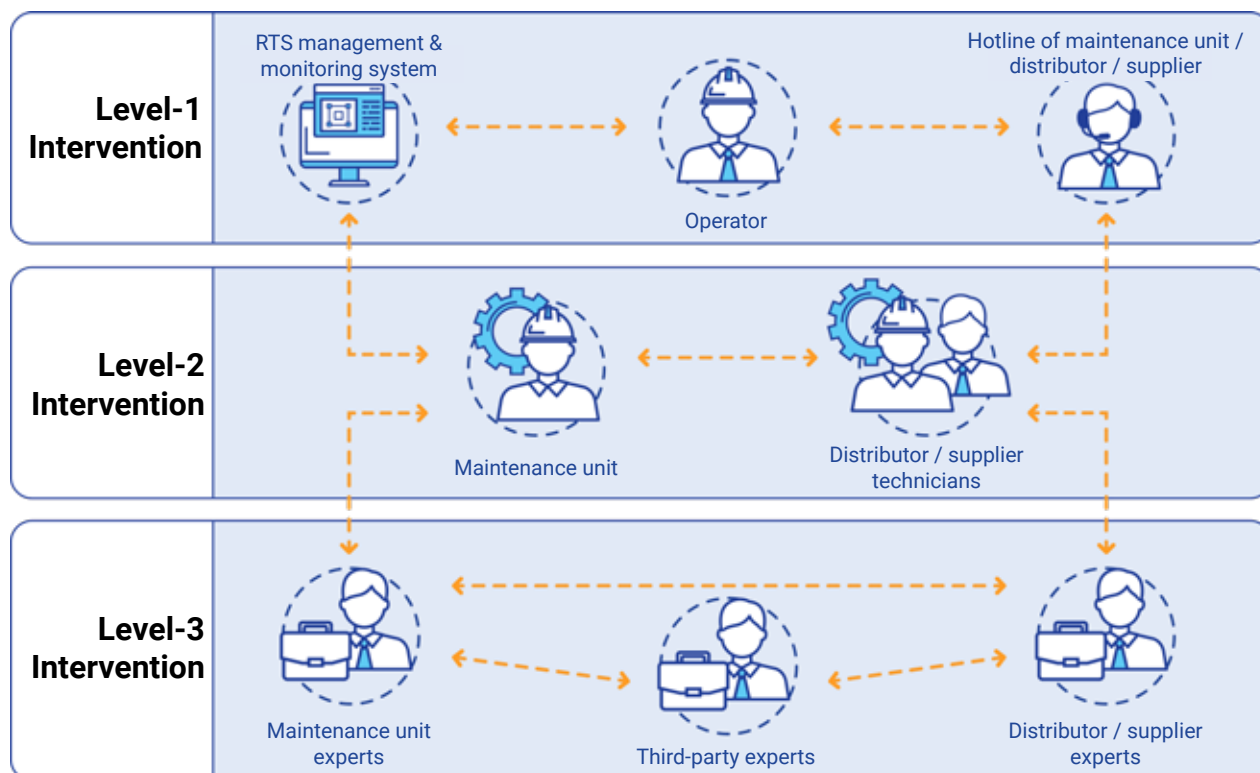 Level-1
Intervention
RTS management &
monitoring system
Operator
Hotline of maintenance unit /
distributor / supplier
Level-2
Intervention
Maintenance unit
Distributor / supplier
technicians
Level-3
Intervention
Maintenance unit
experts
Third-party experts
Distributor / supplier
experts